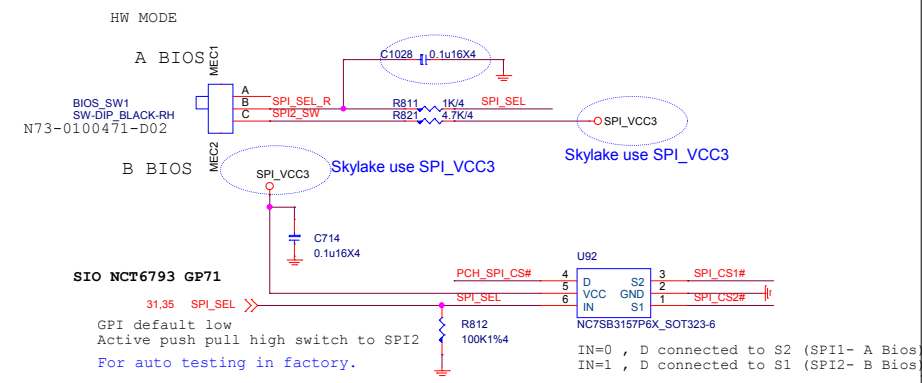 HW MODE
A BIOS
MEC1
C1028
0.1u16X4
A
B
C
BIOS_SW1
SW-DIP_BLACK-RH
N73-0100471-D02
SPI_SEL_R
SPI2_SW
R811
1K/4
SPI_SEL
R821
4.7K/4
SPI_VCC3
Skylake use SPI_VCC3
MEC2
B BIOS
SPI_VCC3
Skylake use SPI_VCC3
C714
0.1u16X4
U92
SIO NCT6793 GP71
PCH_SPI_CS#
4
D
S2
3
SPI_CS1#
5
VCC
GND
2
31,35
SPI_SEL
SPI_SEL
6
IN
S1
1
SPI_CS2#
NC7SB3157P6X_SOT323-6
GPI default low
Active push pull high switch to SPI2
For auto testing in factory.
R812
100K1%4
IN=0 , D connected to S2 (SPI1- A Bios)
IN=1 , D connected to S1 (SPI2- B Bios)